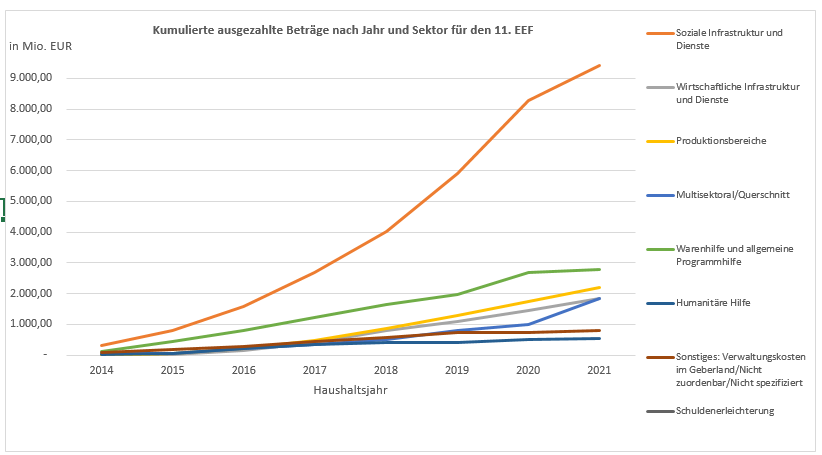 Kumulierte ausgezahlte Beträge nach Jahr und Sektor für den 11. EEF
in Mio. EUR
9.000,00
8.000,00
7.000,00
6.000,00
5.000,00
4.000,00
3.000,00
2.000,00
1.000,00
-
2014 2015 2016 2017 2018 2019 2020 2021
Haushaltsjahr
Soziale Infrastruktur und
Dienste
Wirtschaftliche Infrastruktur
und Dienste
Produktionsbereiche
Multisektoral/Querschnitt
Warenhilfe und allgemeine
Programmhilfe
Humanitäre Hilfe
Sonstiges: Verwaltungskosten
im Geberland/Nicht
zuordenbar/Nicht spezifiziert
Schuldenerleichterung